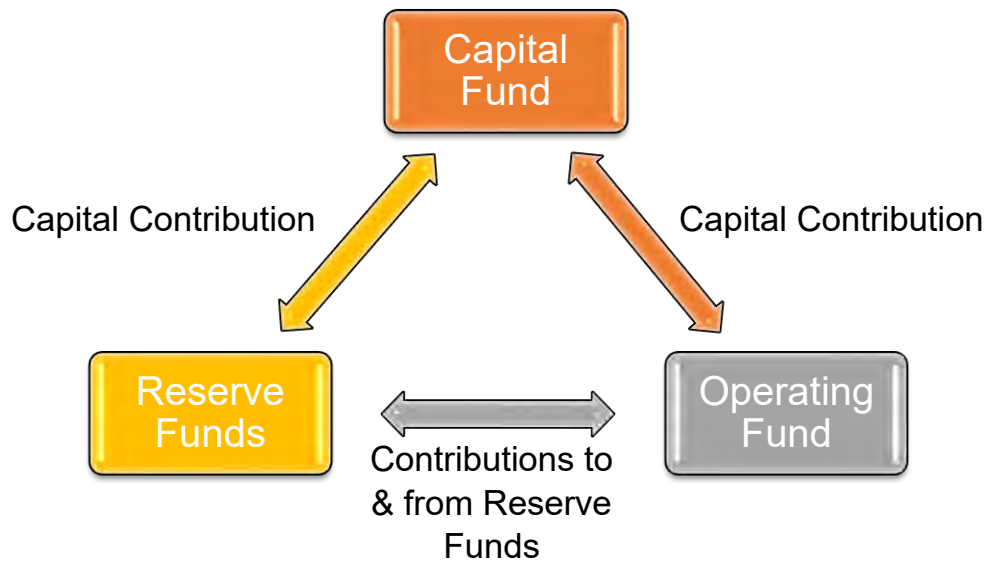 Capital
Fund
Capital Contribution
Capital Contribution
Reserve
Funds
Operating
Fund
Contributions to
& from Reserve
Funds